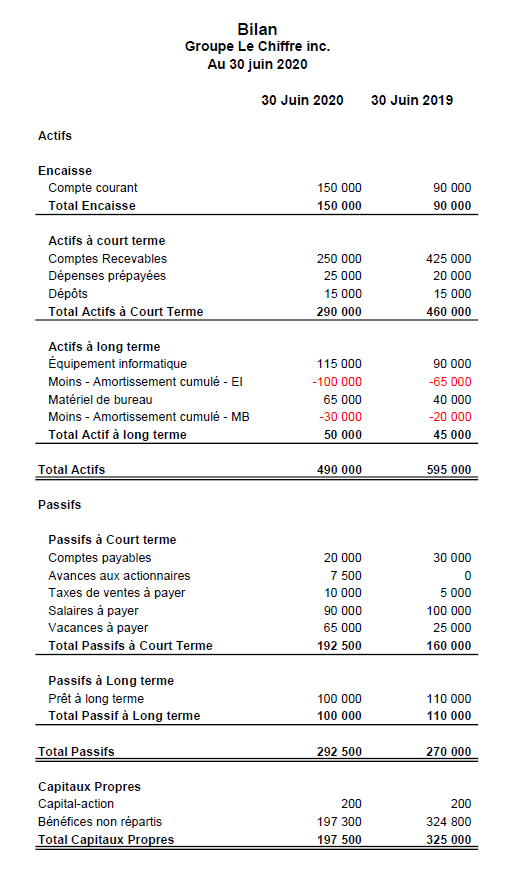 Bilan
Groupe Le Chiffre inc.
Au 30 juin 2020
30 Juin 2020 30 Juin 2019
Actifs
Encaisse
Compte courant 150 000 90 000
Total Encaisse 150 000 90 000
Actifs à court terme
Comptes Recevables 250 000 425 000
Dépenses prépayées 25 000 20 000
Dépôts 15 000 15 000
Total Actifs à Court Terme 290 000 460 000
Actifs à long terme
Équipement informatique 115 000 90 000
Moins - Amortissement cumulé - EI -100 000 -65 000
Matériel de bureau 65 000 40 000
Moins - Amortissement cumulé - MB -30 000 -20 000
Total Actif à long terme 50 000 45 000
Total Actifs 490 000 595 000
Passifs
Passifs à Court terme
Comptes payables 20 000 30 000
Avances aux actionnaires 7 500 0
Taxes de ventes à payer 10 000 5 000
Salaires à payer 90 000 100 000
Vacances à payer 65 000 25 000
Total Passifs à Court Terme 192 500 160 000
Passifs à Long terme
Prêt à long terme 100 000 110 000
Total Passif à Long terme 100 000 110 000
Total Passifs 292 500 270 000
Capitaux Propres
Capital-action 200 200
Bénéfices non répartis 197 300 324 800
Total Capitaux Propres 197 500 325 000